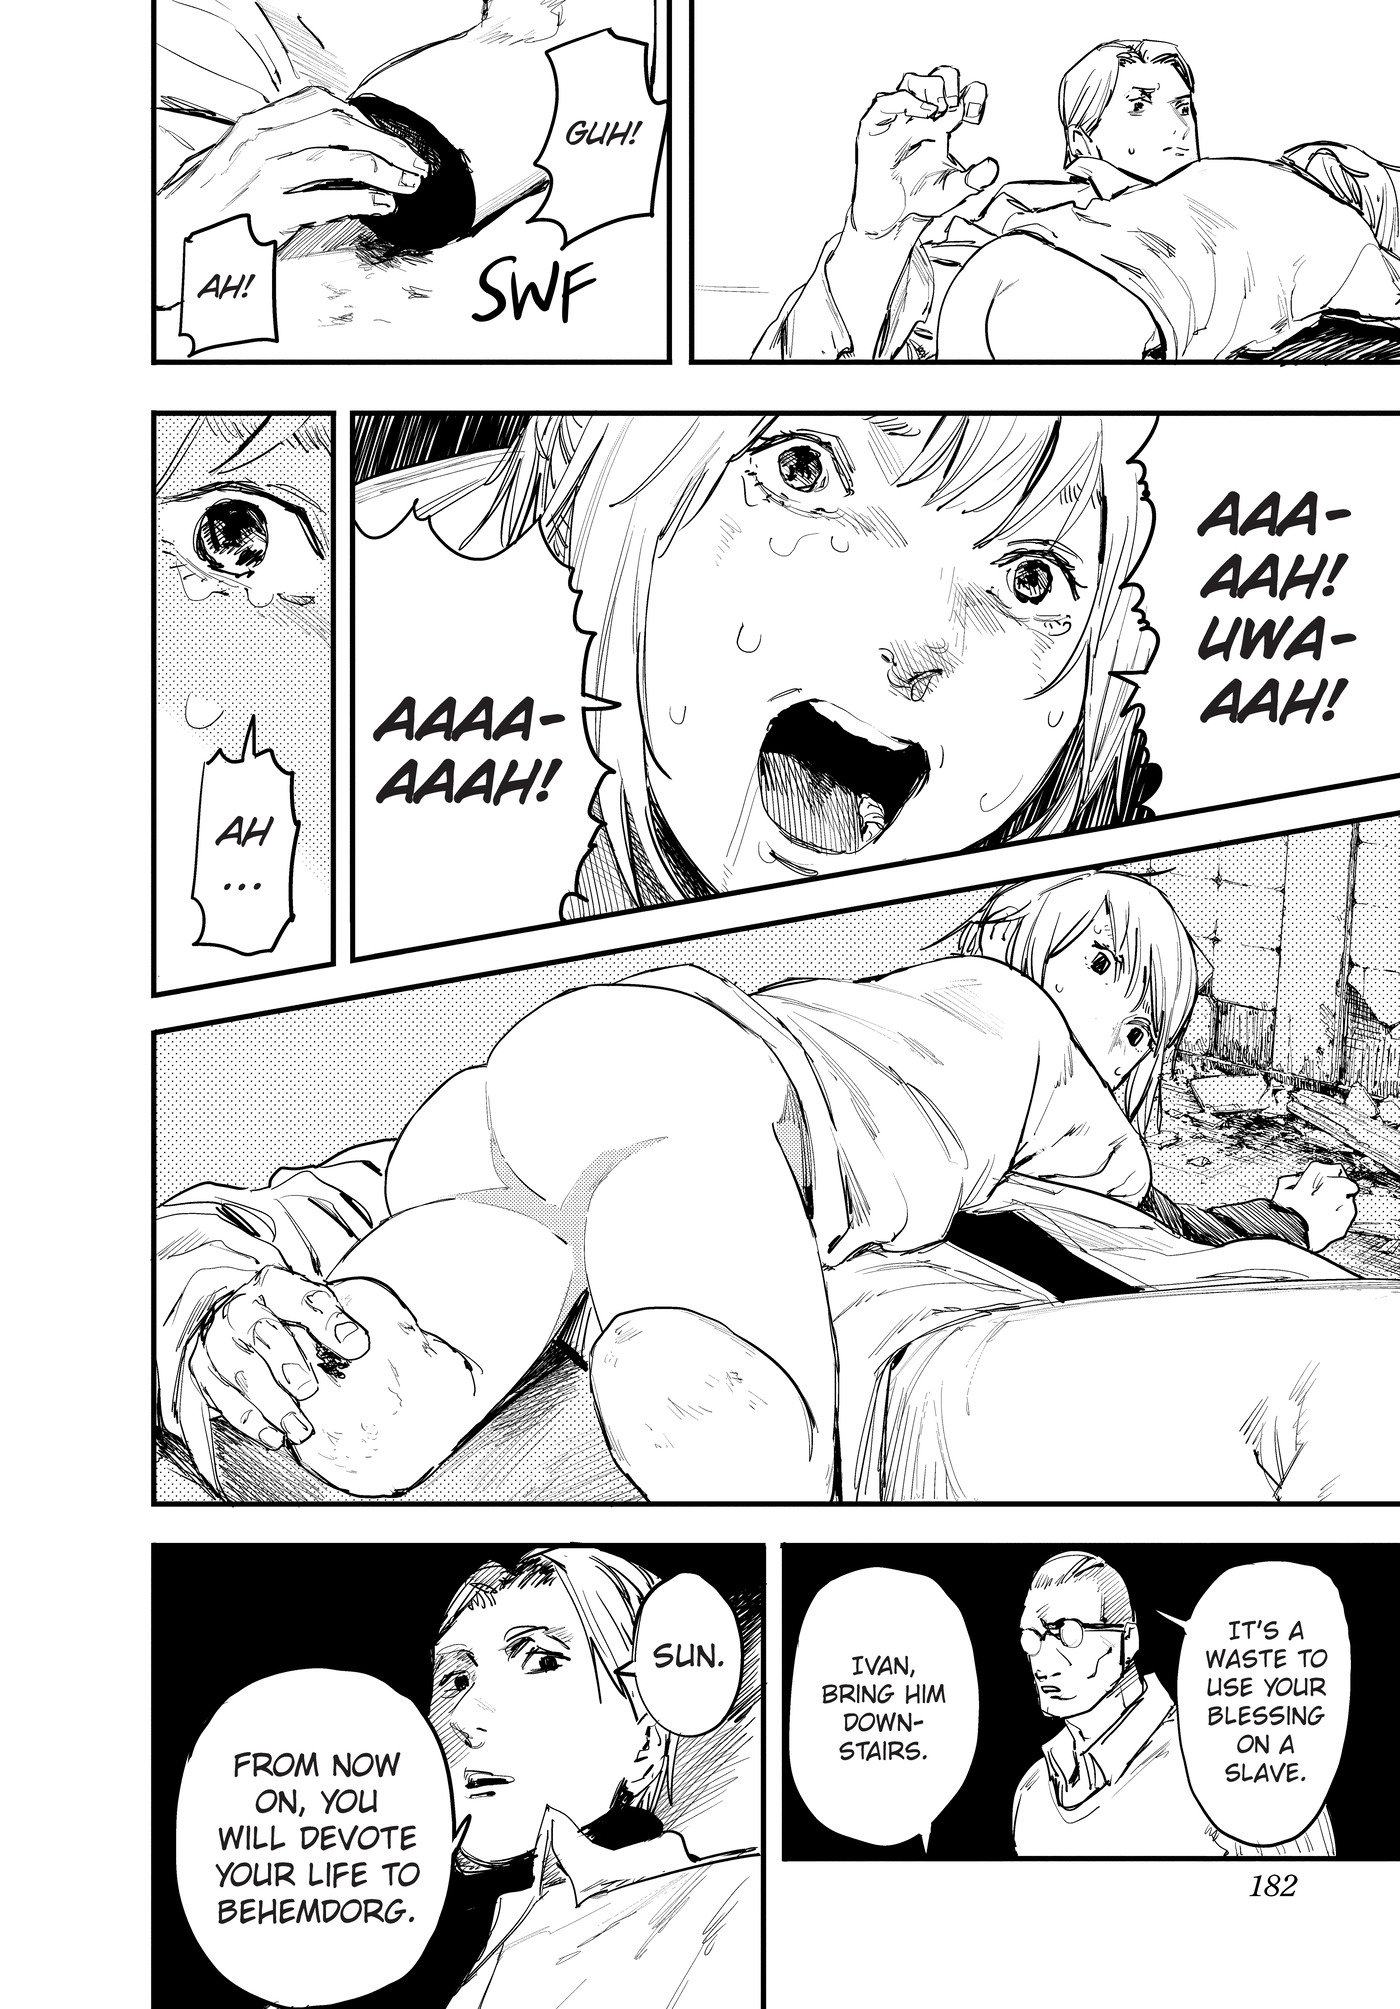 GUH!
SWF
AH!
AAA-
AAH!
UWA-
AAH!
AAAA-
AAAH!
AH
...
IT'S A
WASTE TO
USE YOUR
BLESSING
ON A
SLAVE.
IVAN,
BRING HIM
DOWN-
STAIRS.
SUN.
FROM NOW
ON, YOU
WILL DEVOTE
YOUR LIFE TO
BEHEMDORG.
182